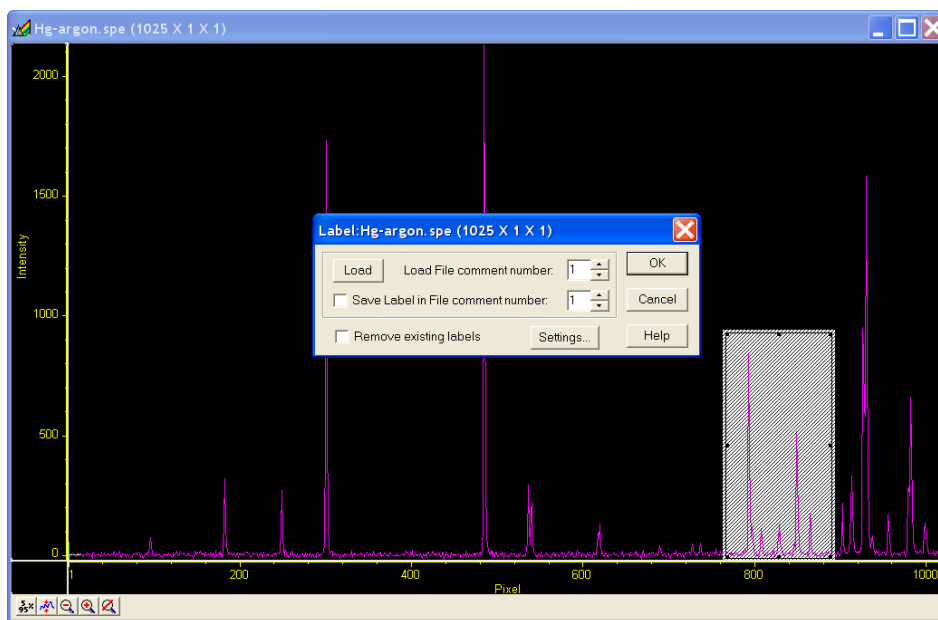 Hg-argon.spe (1025 X 1 X 1)
2000
1500
1000
500
0
Intensity
Label:Hg-argon.spe (1025 X 1 X 1)
Load Load File comment number: 1 OK
Save Label in File comment number: 1 Cancel
Remove existing labels Settings... Help
1 200 400 600 800 1000
Pixel
5 %
95